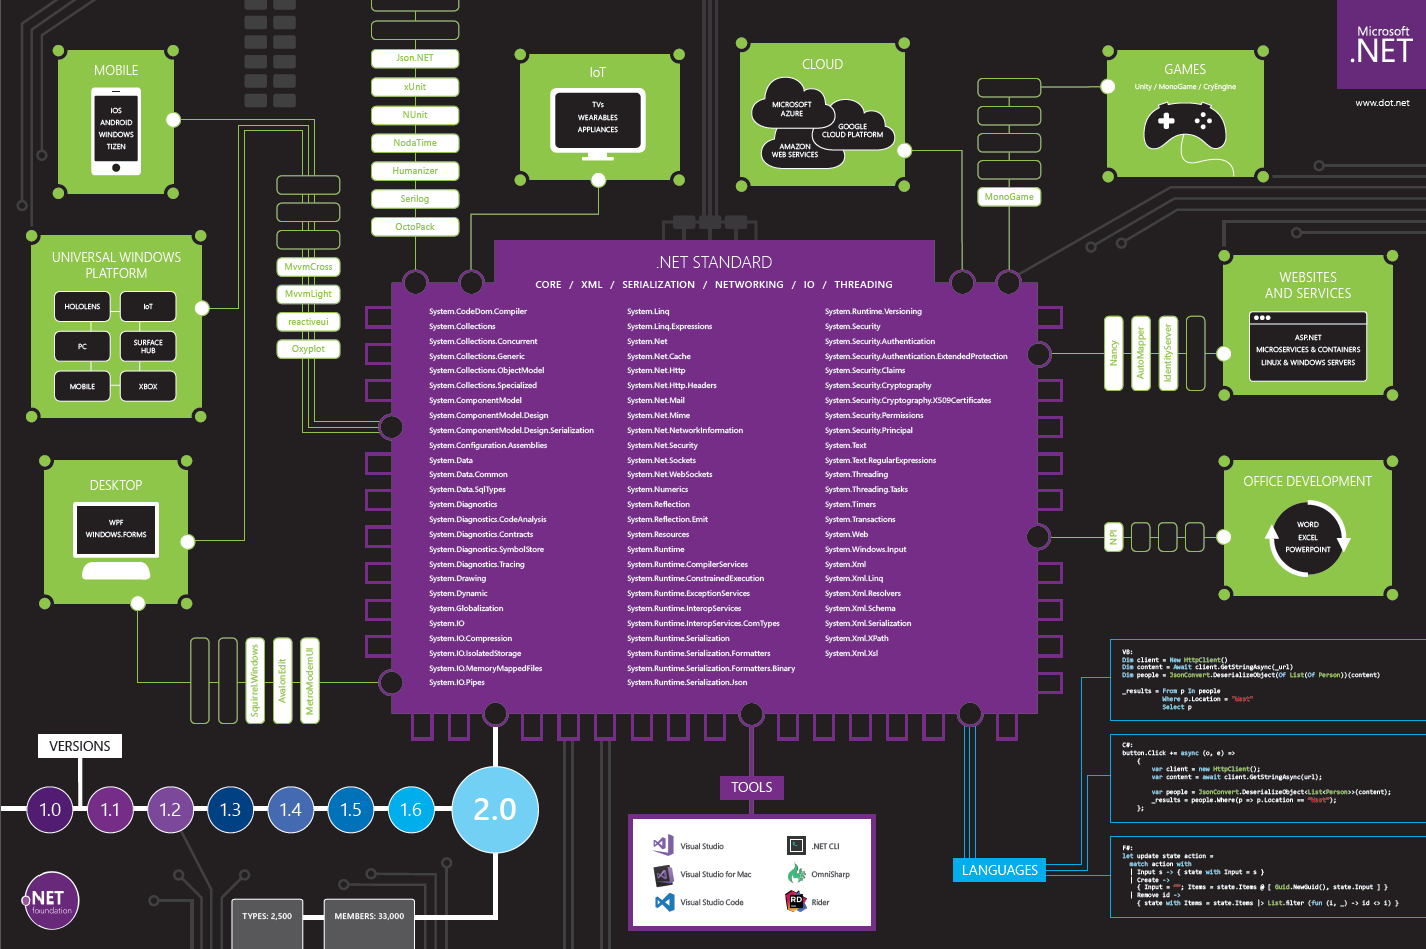 Microsoft
.NET
www.dot.net
MOBILE
IOS
ANDROID
WINDOWS
TIZEN
Json.NET
xUnit
NUnit
NodaTime
Humanizer
Serilog
OctoPack
IoT
TVs
WEARABLES
APPLIANCES
CLOUD
MICROSOFT
AZURE
GOOGLE
CLOUD PLATFORM
AMAZON
WEB SERVICES
MonoGame
GAMES
Unity / MonoGame / CryEngine
UNIVERSAL WINDOWS
PLATFORM
HOLOLENS
IoT
PC
SURFACE
HUB
MOBILE
XBOX
MvvmCross
MvvmLight
reactiveui
Oxyplot
DESKTOP
WPF
WINDOWS.FORMS
SquirrelWindows
AvalonEdit
MetroModernUI
.NET STANDARD
CORE / XML / SERIALIZATION / NETWORKING / IO / THREADING
System.CodeDom.Compiler
System.Collections
System.Collections.Concurrent
System.Collections.Generic
System.Collections.ObjectModel
System.Collections.Specialized
System.ComponentModel
System.ComponentModel.Design
System.ComponentModel.Design.Serialization
System.Configuration.Assemblies
System.Data
System.Data.Common
System.Data.SqlTypes
System.Diagnostics
System.Diagnostics.CodeAnalysis
System.Diagnostics.Contracts
System.Diagnostics.SymbolStore
System.Diagnostics.Tracing
System.Drawing
System.Dynamic
System.Globalization
System.IO
System.IO.Compression
System.IO.IsolatedStorage
System.IO.MemoryMappedFiles
System.IO.Pipes
System.Linq
System.Linq.Expressions
System.Net
System.Net.Cache
System.Net.Http
System.Net.Http.Headers
System.Net.Mail
System.Net.Mime
System.Net.NetworkInformation
System.Net.Security
System.Net.Sockets
System.Net.WebSockets
System.Numerics
System.Reflection
System.Reflection.Emit
System.Resources
System.Runtime
System.Runtime.CompilerServices
System.Runtime.ConstrainedExecution
System.Runtime.ExceptionServices
System.Runtime.InteropServices
System.Runtime.InteropServices.ComTypes
System.Runtime.Serialization
System.Runtime.Serialization.Formatters
System.Runtime.Serialization.Formatters.Binary
System.Runtime.Serialization.Json
System.Runtime.Versioning
System.Security
System.Security.Authentication
System.Security.Authentication.ExtendedProtection
System.Security.Claims
System.Security.Cryptography
System.Security.Cryptography.X509Certificates
System.Security.Permissions
System.Security.Principal
System.Text
System.Text.RegularExpressions
System.Threading
System.Threading.Tasks
System.Timers
System.Transactions
System.Web
System.Windows.Input
System.Xml
System.Xml.Linq
System.Xml.Resolvers
System.Xml.Schema
System.Xml.Serialization
System.Xml.XPath
System.Xml.Xsl
Nancy
AutoMapper
IdentityServer
WEBSITES
AND SERVICES
ASP.NET
MICROSERVICES & CONTAINERS
LINUX & WINDOWS SERVERS
NPI
OFFICE DEVELOPMENT
WORD
EXCEL
POWERPOINT
VERSIONS
1.0
1.1
1.2
1.3
1.4
1.5
1.6
2.0
.NET
foundation
TYPES: 2,500
MEMBERS: 33,000
TOOLS
Visual Studio
Visual Studio for Mac
Visual Studio Code
.NET CLI
OmniSharp
RD
Rider
LANGUAGES
VB:
Dim client = New HttpClient()
Dim content = Await client.GetStringAsync(_url)
Dim people = JsonConvert.DeserializeObject(Of List(Of Person))(content)
_results = From p In people
Where p.Location = "West"
Select p
C#:
button.Click += async (o, e) =>
{
var client = new HttpClient();
var content = await client.GetStringAsync(url);
var people = JsonConvert.DeserializeObject<List<Person>>(content);
_results = people.Where(p => p.Location == "West");
};
F#:
let update state action =
match action with
| Input s -> { state with Input = s }
| Create ->
{ Input = ""; Items = state.Items @ [ Guid.NewGuid(), state.Input ] }
| Remove id ->
{ state with Items = state.Items |> List.filter (fun (i, _) -> id <> i) }